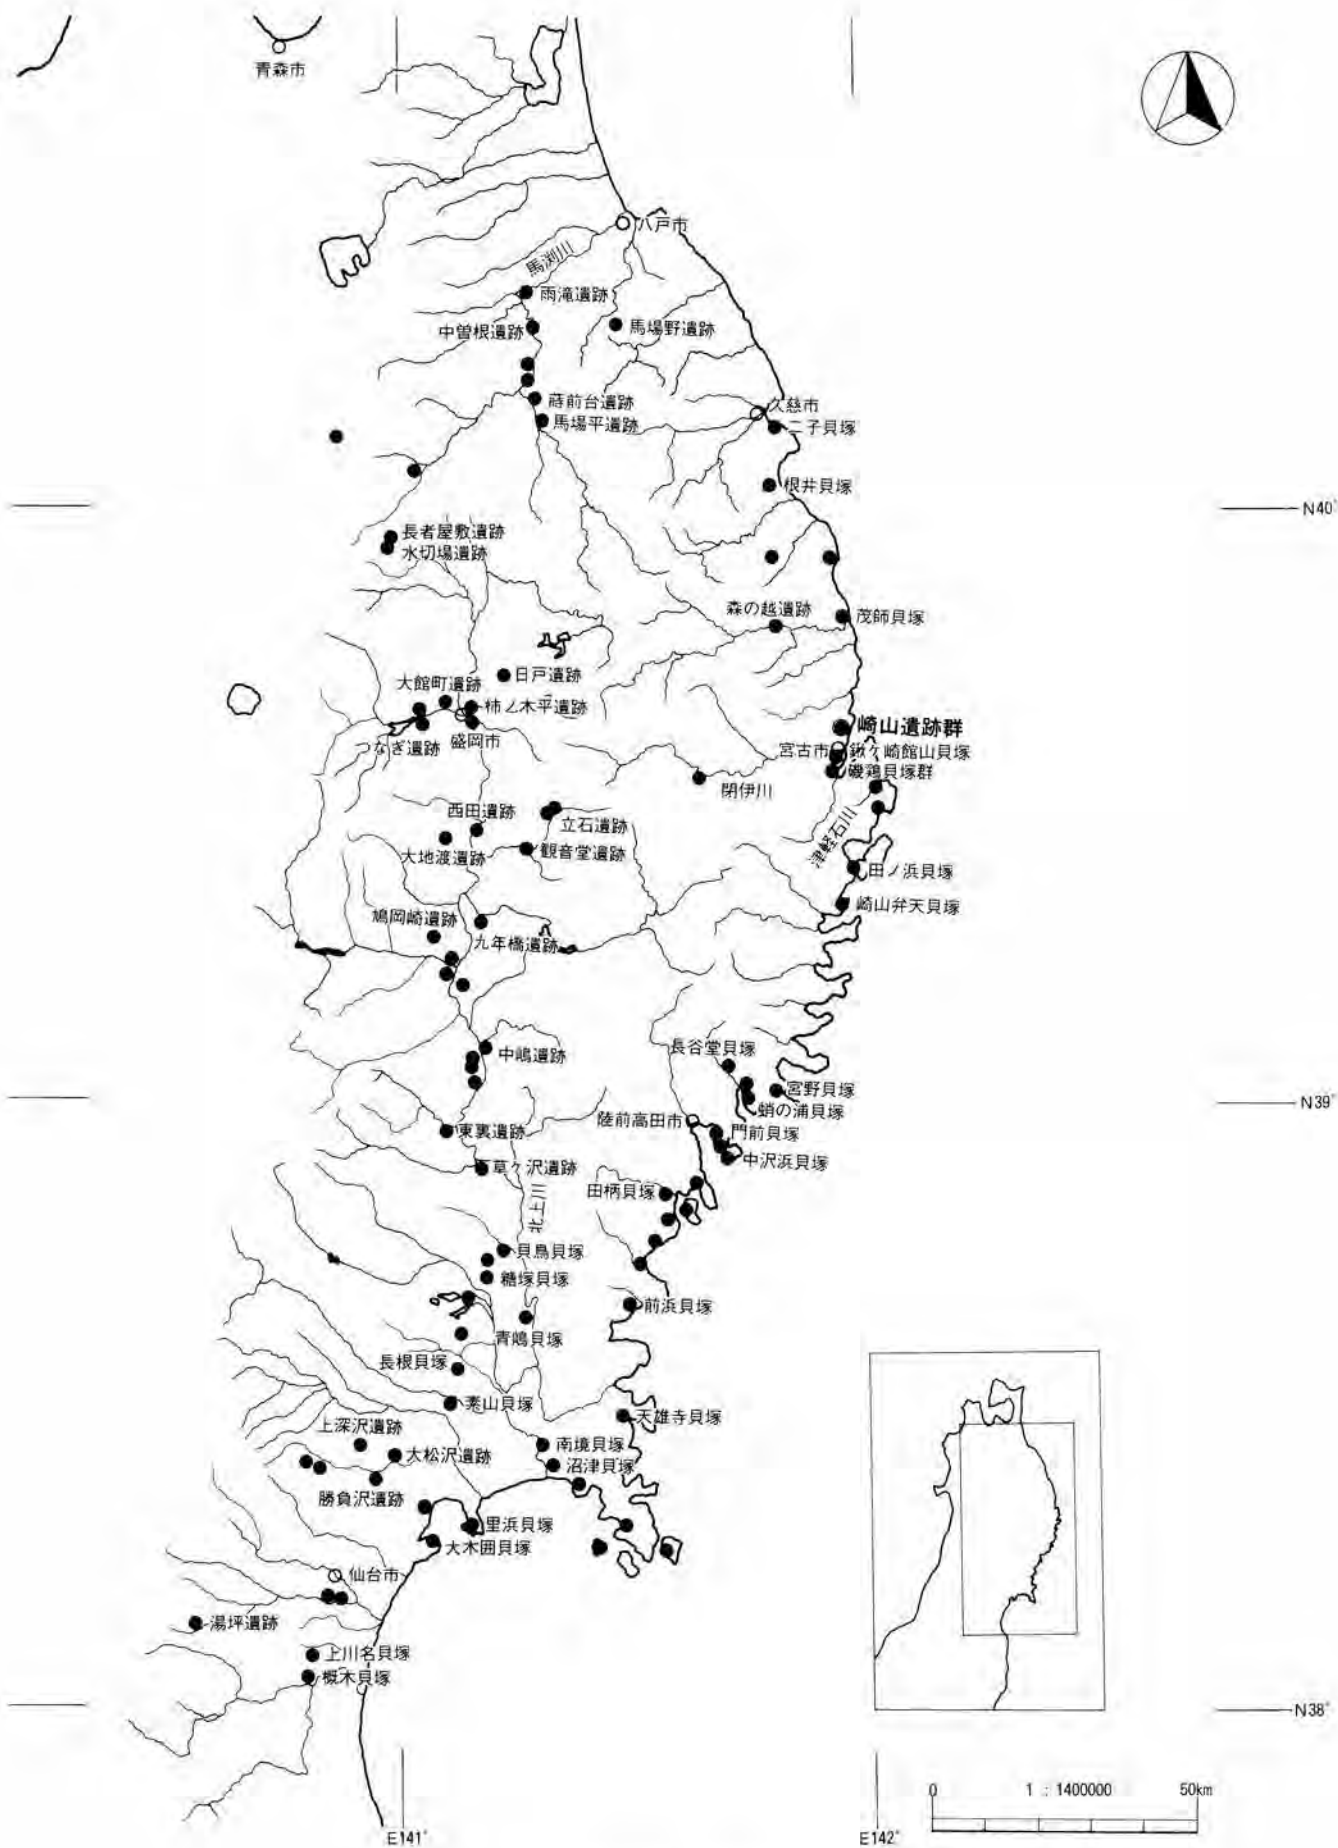 青森市
八戸市
馬渕川
雨滝遺跡
中曽根遺跡
馬場野遺跡
蒔前台遺跡
久慈市
馬場平遺跡
二子貝塚
根井貝塚
N40°
長者屋敷遺跡
水切場遺跡
森の越遺跡
茂師貝塚
日戸遺跡
大館町遺跡
柿ノ木平遺跡
崎山遺跡群
つなぎ遺跡
盛岡市
宮古市
鍬ヶ崎館山貝塚
磯鶏貝塚群
閉伊川
西田遺跡
立石遺跡
津軽石川
大地渡遺跡
観音堂遺跡
田ノ浜貝塚
崎山弁天貝塚
鳩岡崎遺跡
九年橋遺跡
長谷堂貝塚
中嶋遺跡
宮野貝塚
蛸の浦貝塚
N39°
陸前高田市
門前貝塚
東裏遺跡
中沢浜貝塚
草ヶ沢遺跡
田柄貝塚
北上川
貝鳥貝塚
糠塚貝塚
前浜貝塚
青嶋貝塚
長根貝塚
素山貝塚
天雄寺貝塚
上深沢遺跡
南境貝塚
大松沢遺跡
沼津貝塚
勝負沢遺跡
里浜貝塚
大木囲貝塚
仙台市
湯坪遺跡
上川名貝塚
槻木貝塚
N38°
0 1 : 1400000 50km
E141°
E142°